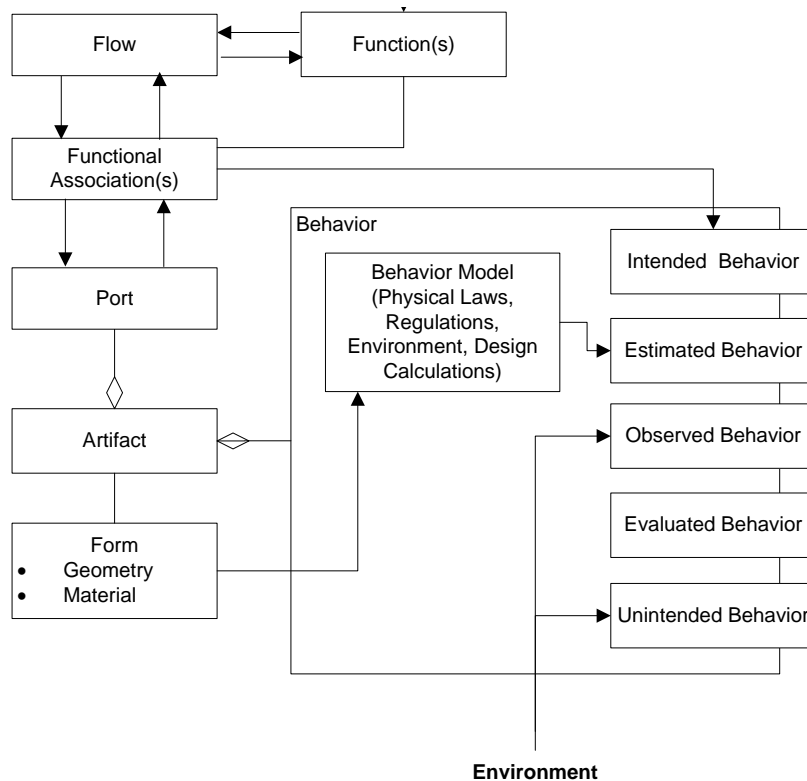 Flow
Function(s)
Functional
Association(s)
Port
Artifact
Form
• Geometry
• Material
Behavior
Behavior Model
(Physical Laws,
Regulations,
Environment, Design
Calculations)
Intended Behavior
Estimated Behavior
Observed Behavior
Evaluated Behavior
Unintended Behavior
Environment